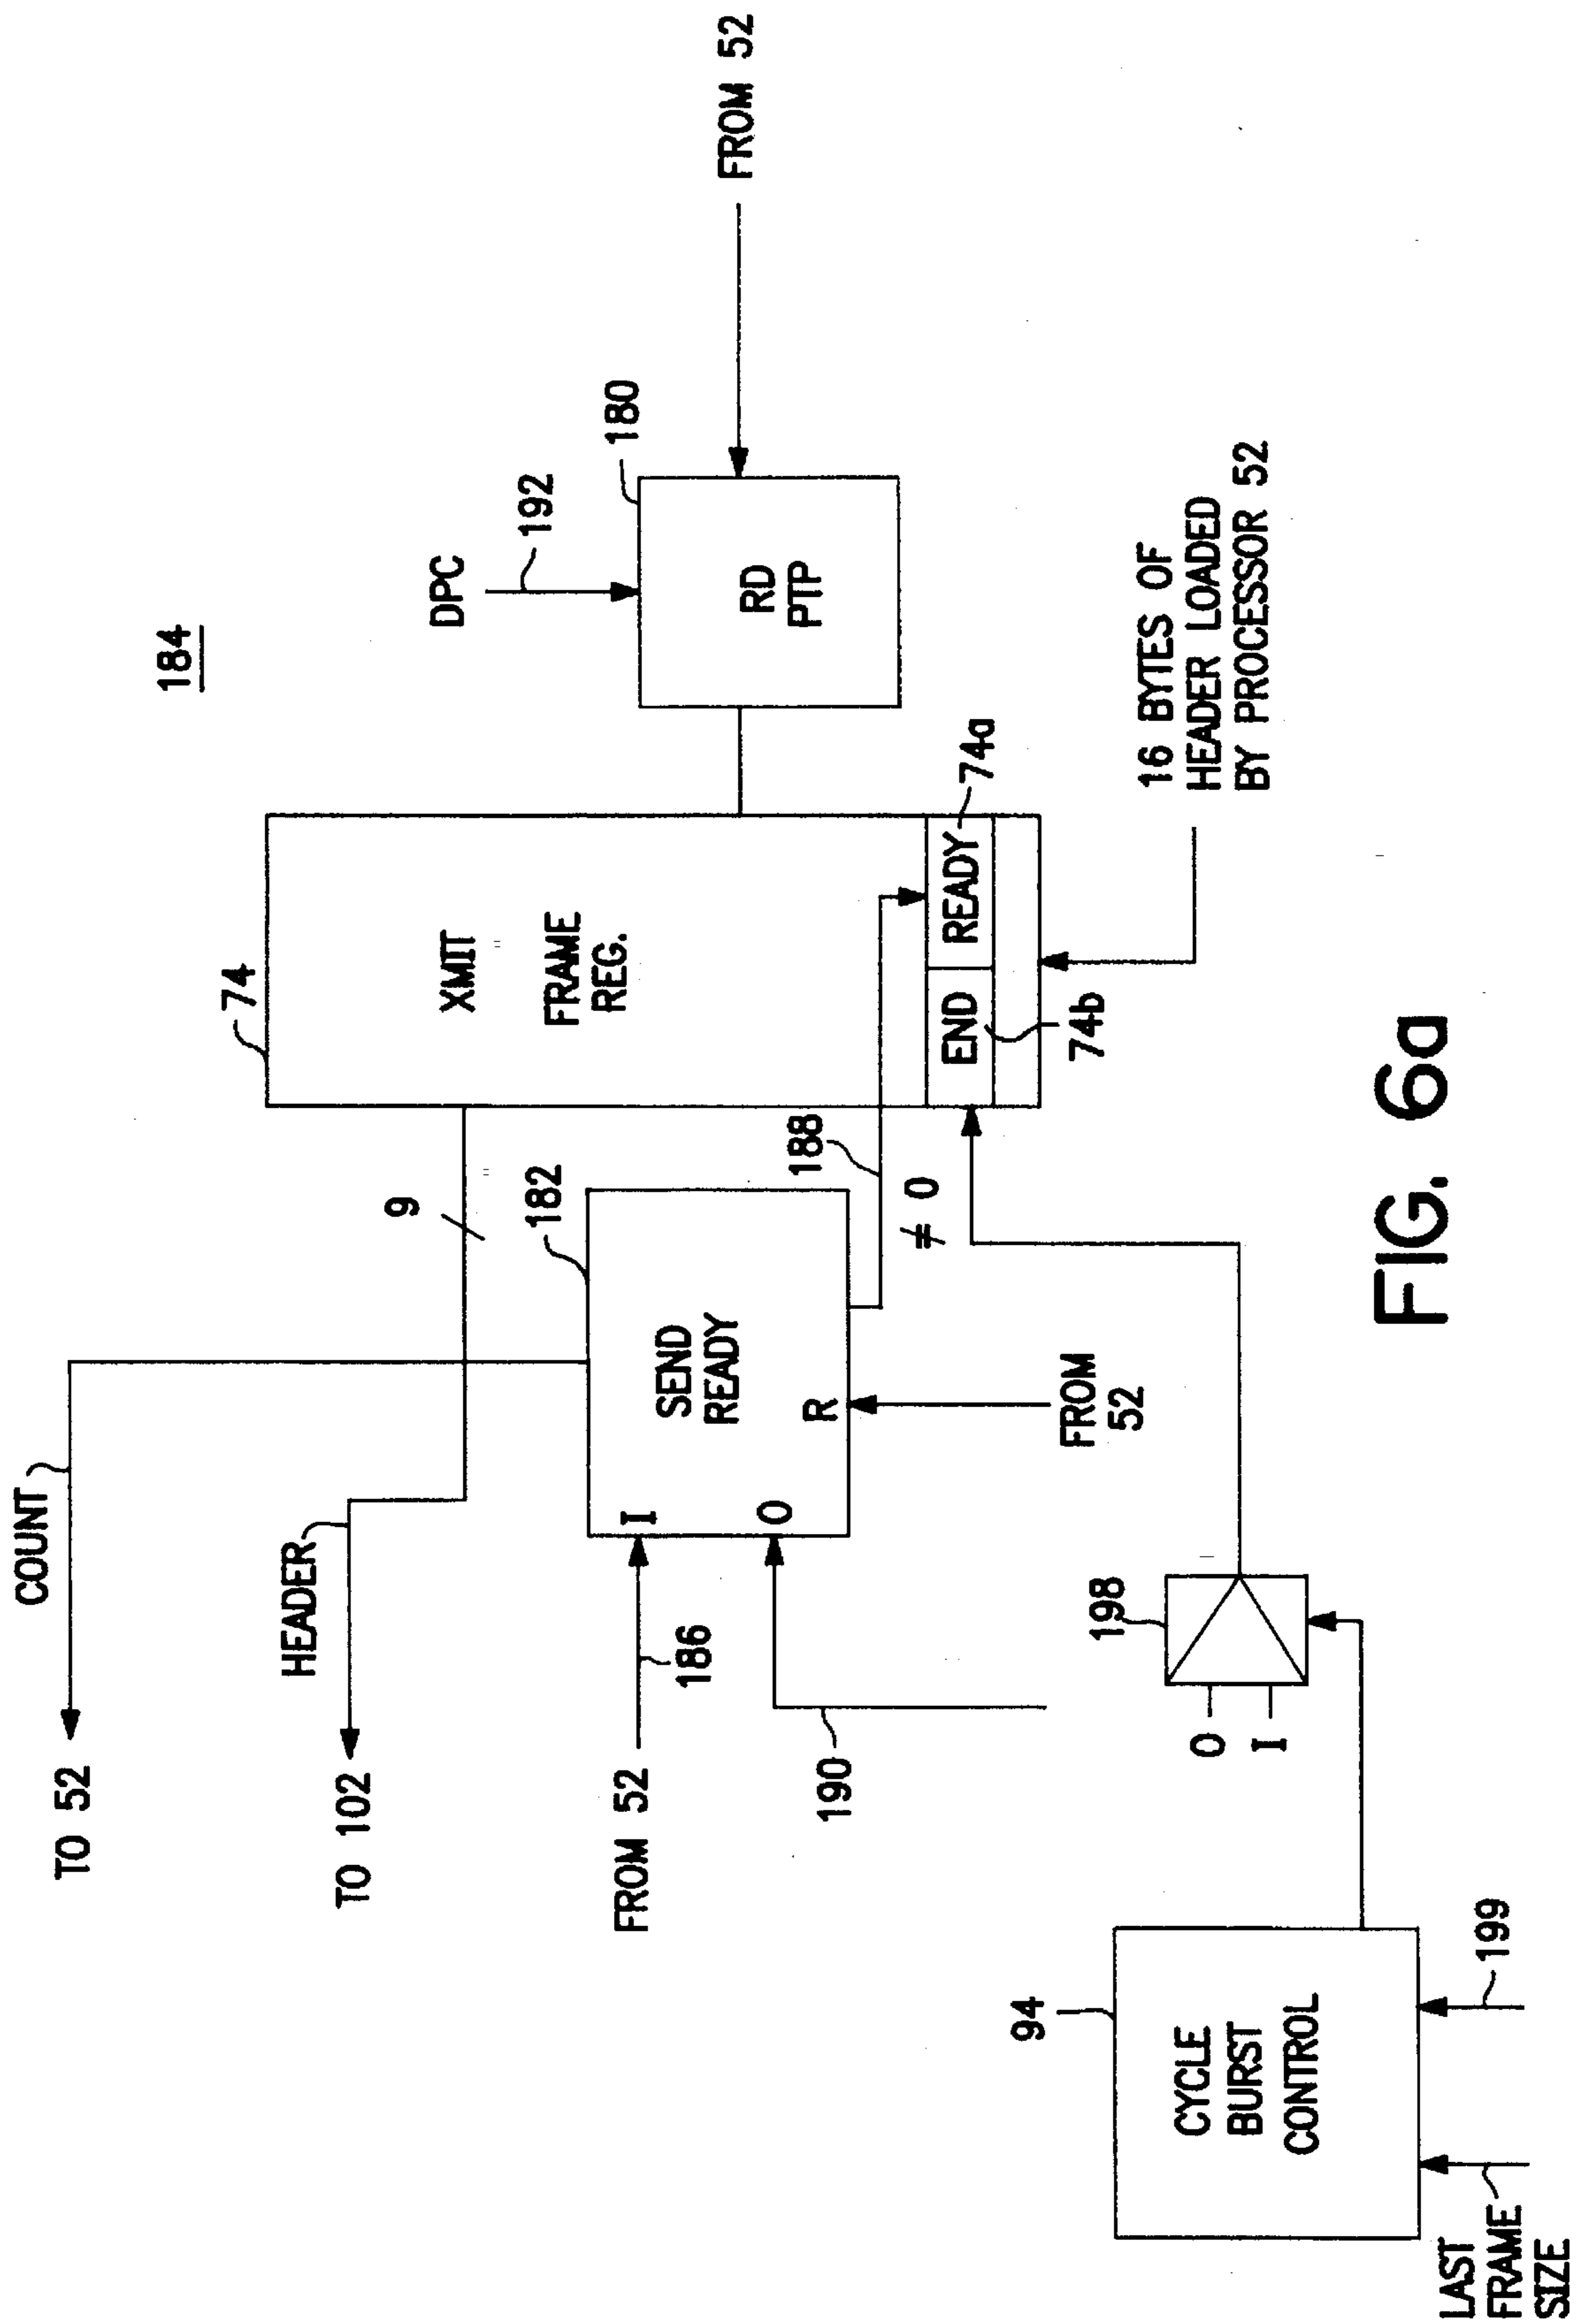 184
TO 52
COUNT
TO 102
HEADER
9
74
XMIT
FRAME
REG.
FROM 52
186
I
O
R
SEND
READY
182
188
≠ 0
190
FROM
52
END
READY
74a
74b
DPC
192
180
RD
PTP
FROM 52
16 BYTES OF
HEADER LOADED
BY PROCESSOR 52
198
O
I
94
CYCLE
BURST
CONTROL
LAST
FRAME
SIZE
199
FIG. 6a